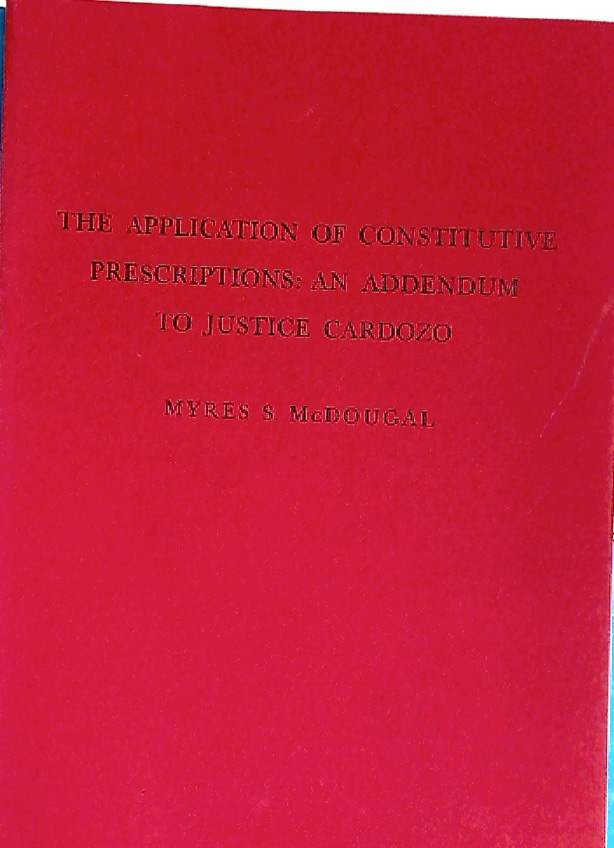 THE APPLICATION OF CONSTITUTIVE
PRESCRIPTIONS: AN ADDENDUM
TO JUSTICE CARDOZO
MYRES S. McDOUGAL